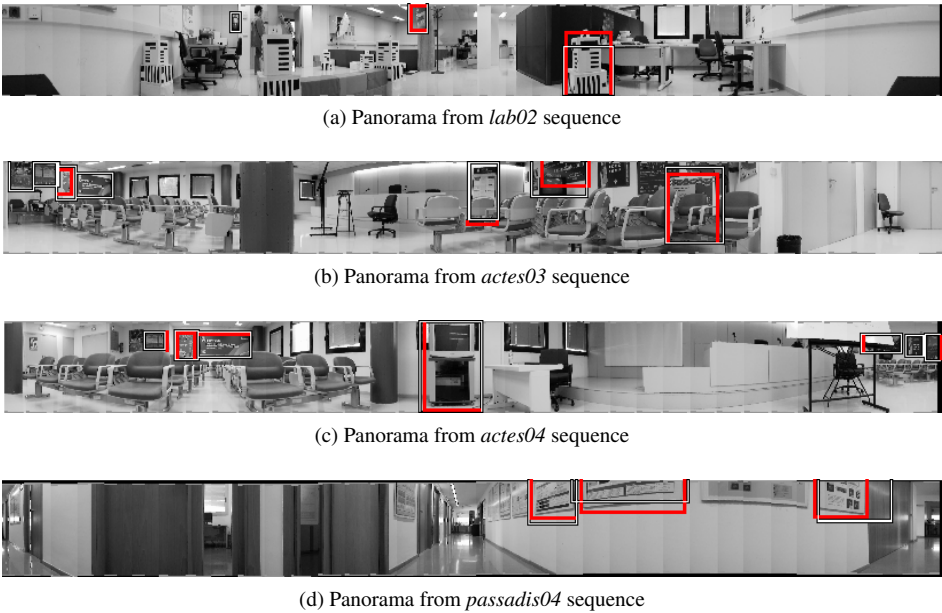 (a) Panorama from lab02 sequence
(b) Panorama from actes03 sequence
(c) Panorama from actes04 sequence
(d) Panorama from passadis04 sequence